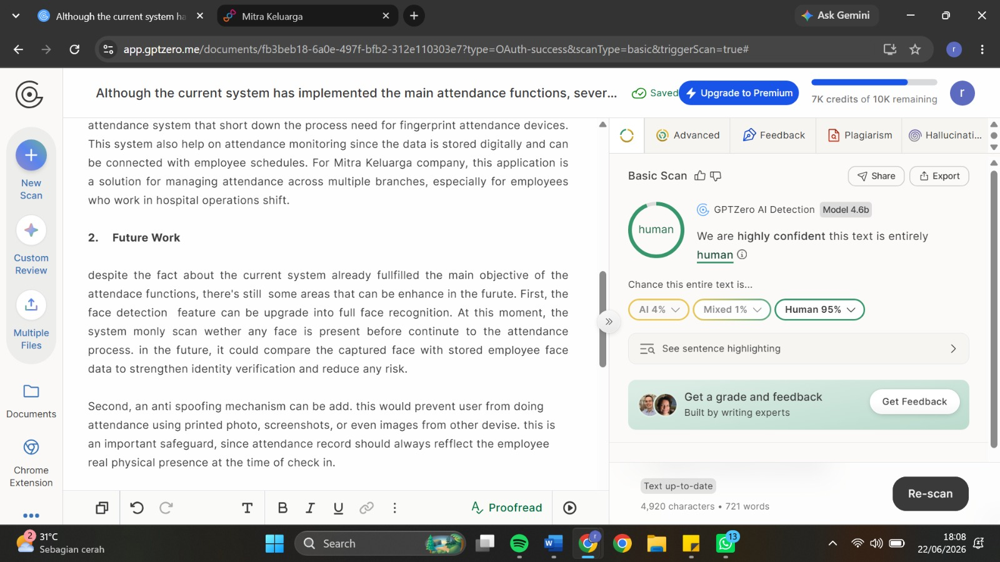 Although the current system ha
Mitra Keluarga
Ask Gemini
app.gptzero.me/documents/fb3beb18-6a0e-497f-bfb2-312e110303e7?type=OAuth-success&scanType=basic&triggerScan=true#
r
Although the current system has implemented the main attendance functions, sever...
Saved
Upgrade to Premium
7K credits of 10K remaining
r
New
Scan
Custom
Review
Multiple
Files
Documents
Chrome
Extension
attendance system that short down the process need for fingerprint attendance devices.
This system also help on attendance monitoring since the data is stored digitally and can
be connected with employee schedules. For Mitra Keluarga company, this application is
a solution for managing attendance across multiple branches, especially for employees
who work in hospital operations shift.
2. Future Work
despite the fact about the current system already fullfilled the main objective of the
attendace functions, there's still some areas that can be enhance in the furute. First, the
face detection feature can be upgrade into full face recognition. At this moment, the
system monly scan wether any face is present before continue to the attendance
process. in the future, it could compare the captured face with stored employee face
data to strengthen identity verification and reduce any risk.
Second, an anti spoofing mechanism can be add. this would prevent user from doing
attendance using printed photo, screenshots, or even images from other devise. this is
an important safeguard, since attendance record should always refflect the employee
real physical presence at the time of check in.
T
B
I
U
Proofread
Advanced
Feedback
Plagiarism
Hallucinati...
Basic Scan
Share
Export
human
GPTZero AI Detection
Model 4.6b
We are highly confident this text is entirely
human
Chance this entire text is...
AI 4%
Mixed 1%
Human 95%
See sentence highlighting
Get a grade and feedback
Built by writing experts
Get Feedback
Text up-to-date
4,920 characters • 721 words
Re-scan
2
31°C
Sebagian cerah
Search
W
r
13
18:08
22/06/2026